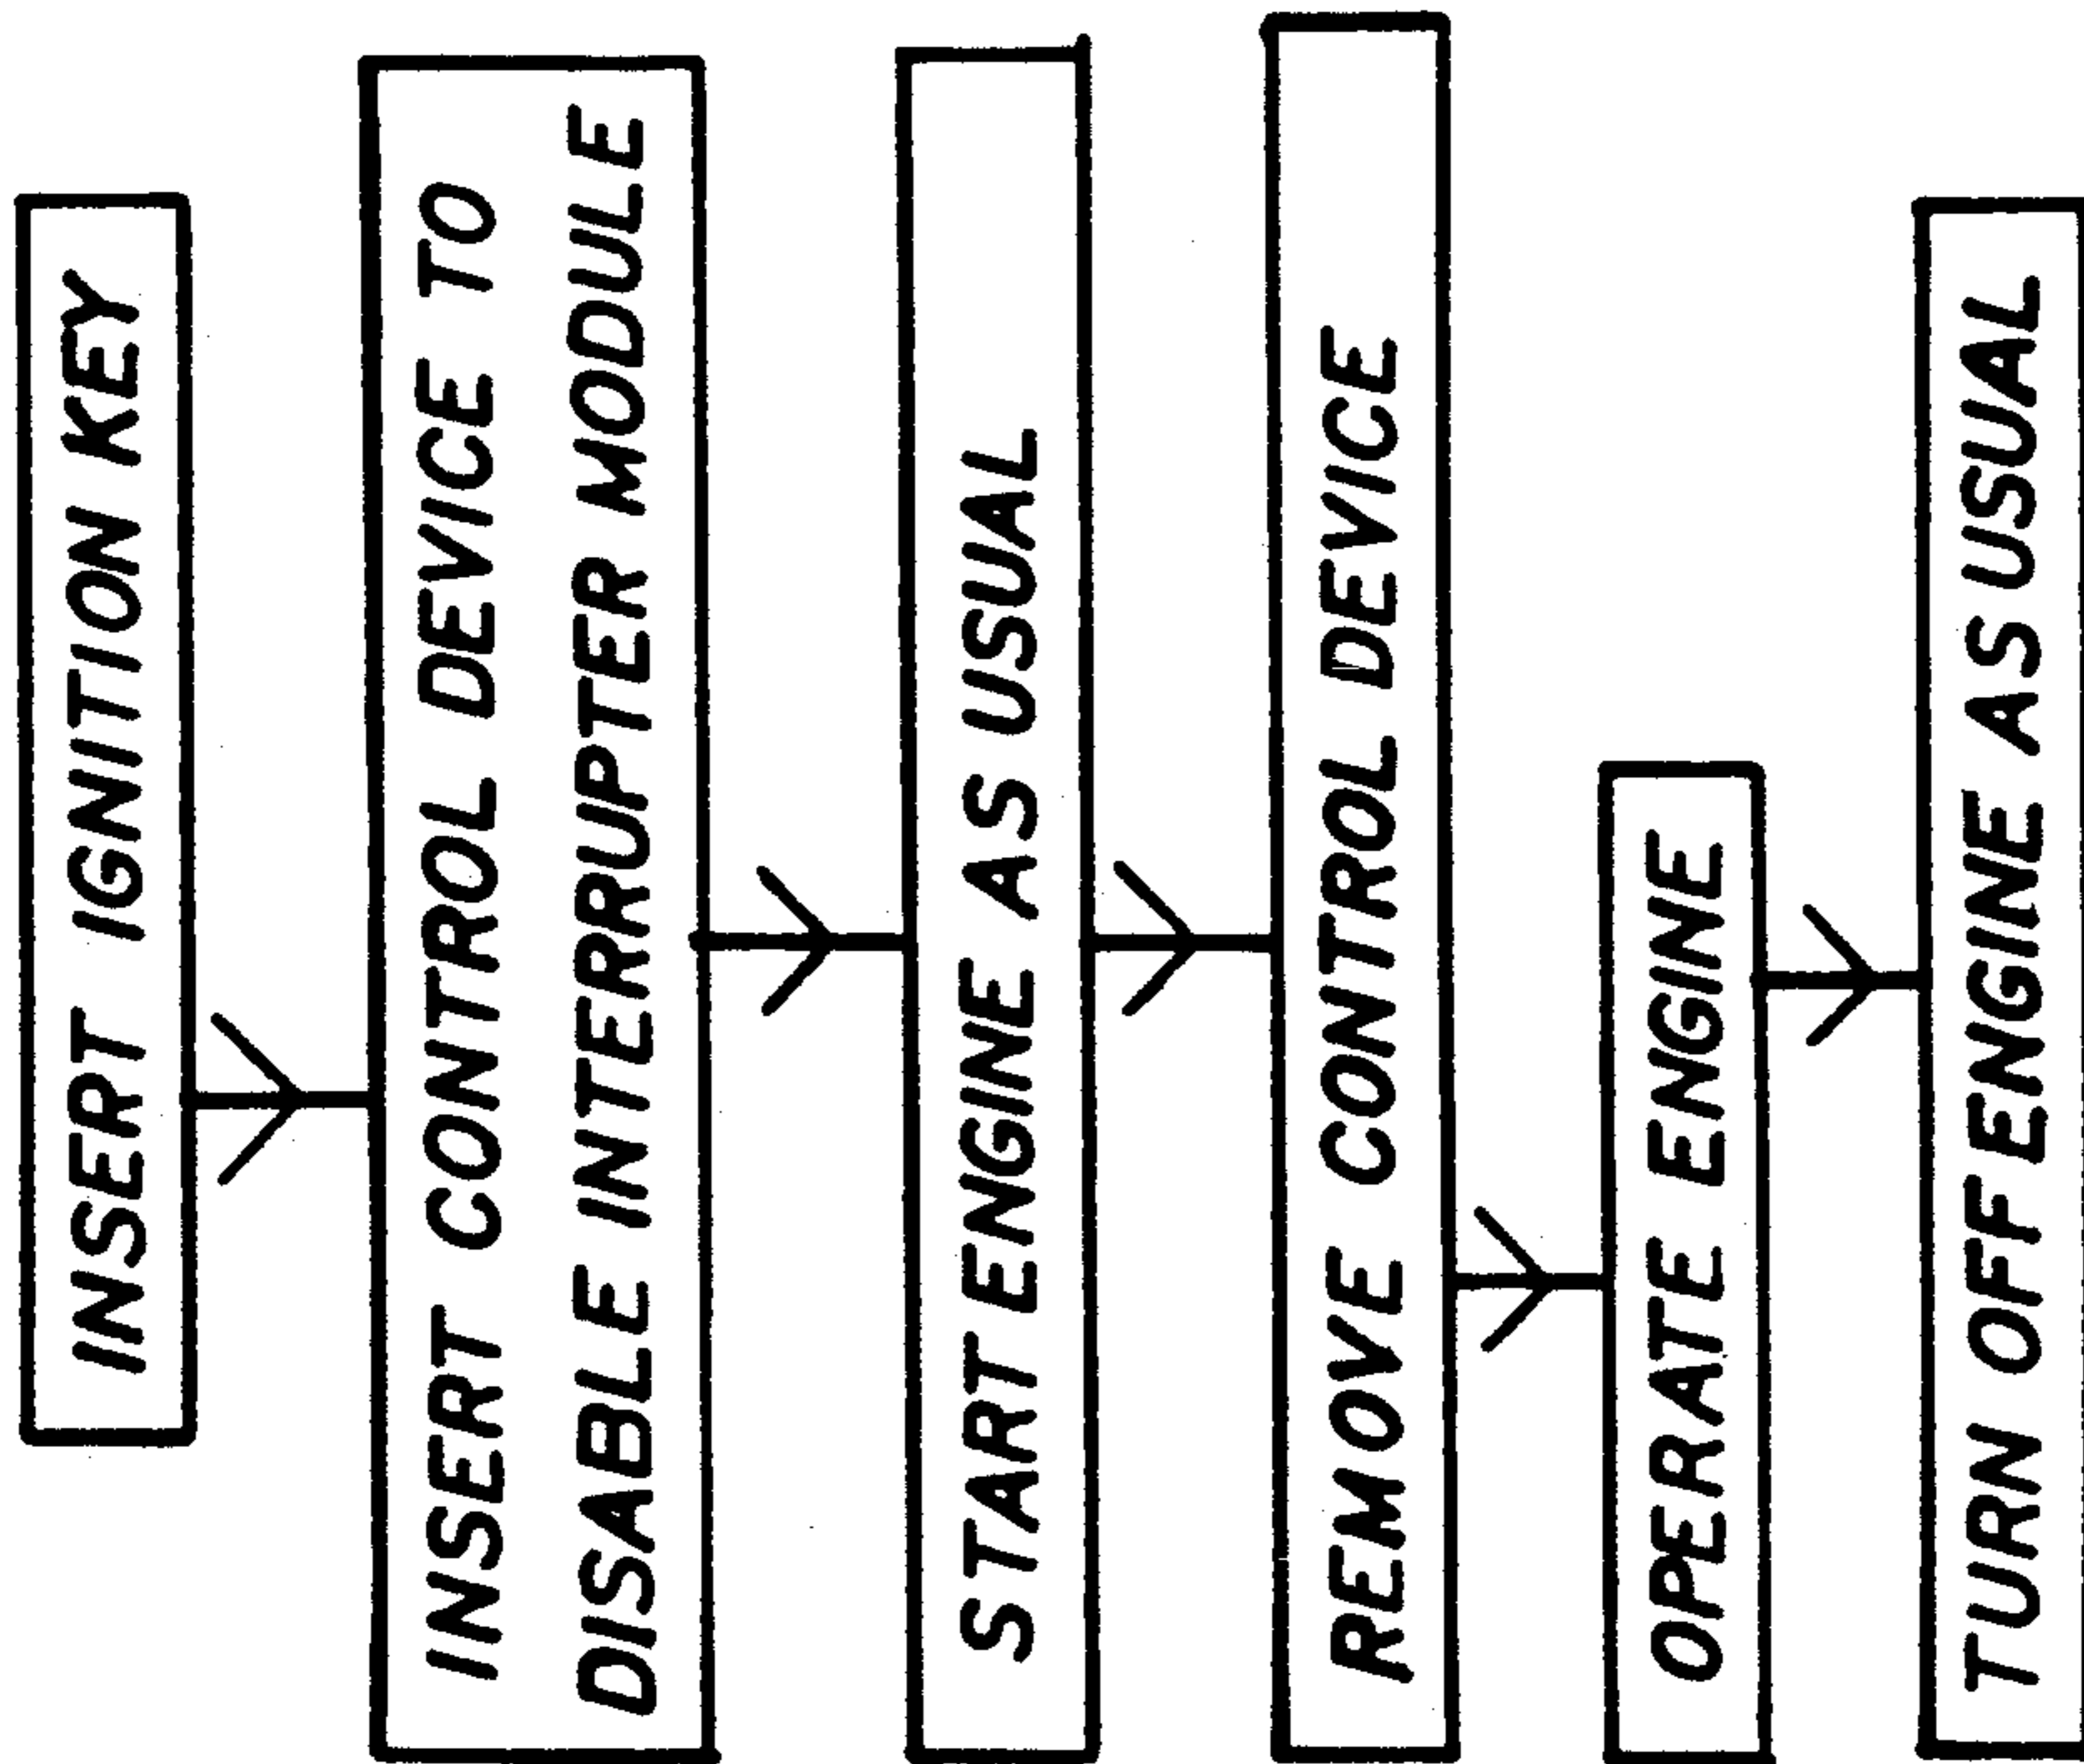 INSERT IGNITION KEY
INSERT CONTROL DEVICE TO
DISABLE INTERRUPTER MODULE
START ENGINE AS USUAL
REMOVE CONTROL DEVICE
OPERATE ENGINE
TURN OFF ENGINE AS USUAL